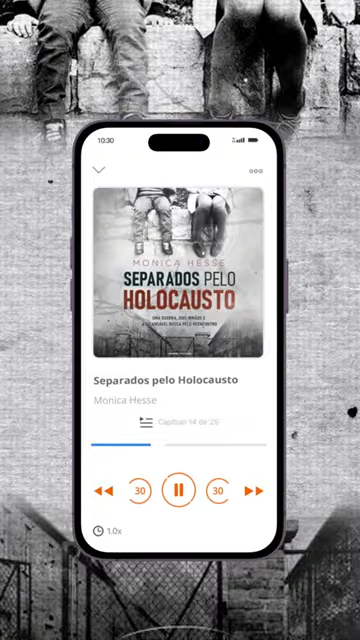 10:30
MONICA HESSE
SEPARADOS PELO
HOLOCAUSTO
UMA GUERRA, DOIS IRMÃOS E
A INCANSÁVEL BUSCA PELO REENCONTRO
Separados pelo Holocausto
Monica Hesse
Capítulo 14 de 25
30
30
1.0x